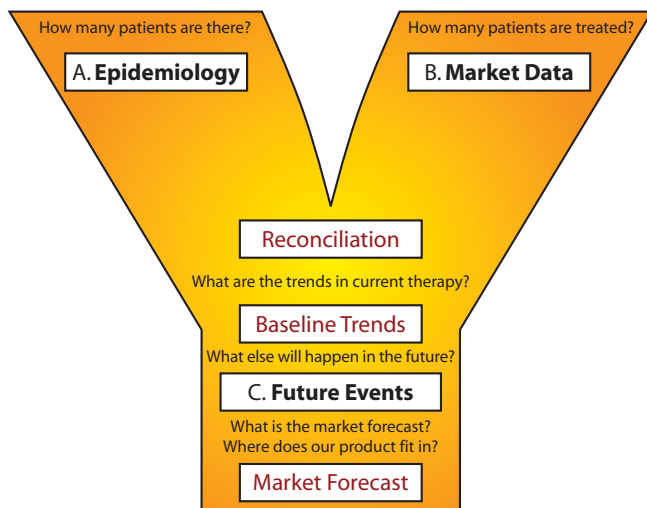 How many patients are there?
How many patients are treated?
A. Epidemiology
B. Market Data
Reconciliation
What are the trends in current therapy?
Baseline Trends
What else will happen in the future?
C. Future Events
What is the market forecast?
Where does our product fit in?
Market Forecast